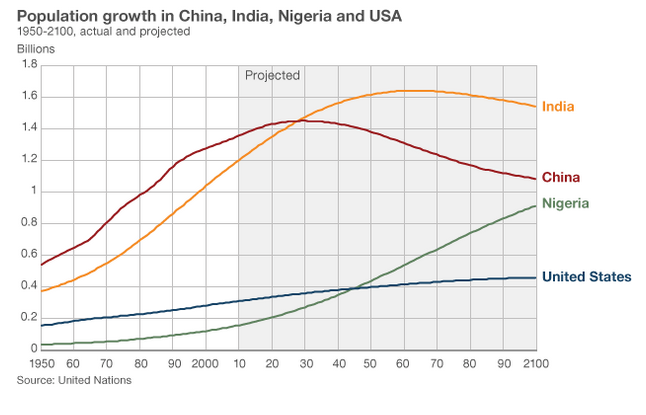 Population growth in China, India, Nigeria and USA
1950-2100, actual and projected
Billions
1.8
Projected
1.6
India
1.4
1.2
China
1
Nigeria
0.8
0.6
United States
0.4
0.2
0
1950 60 70 80 90 2000 10 20 30 40 50 60 70 80 90 2100
Source: United Nations